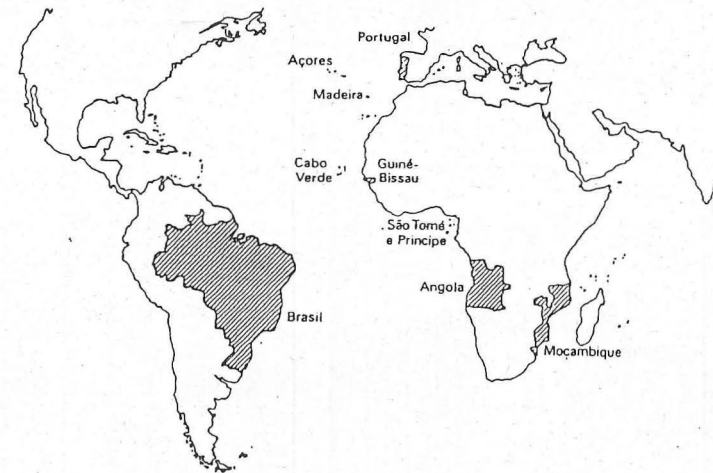 Portugal
Açores
Madeira
Cabo
Verde
Guiné-
Bissau
São Tomé
e Principe
Angola
Brasil
Moçambique